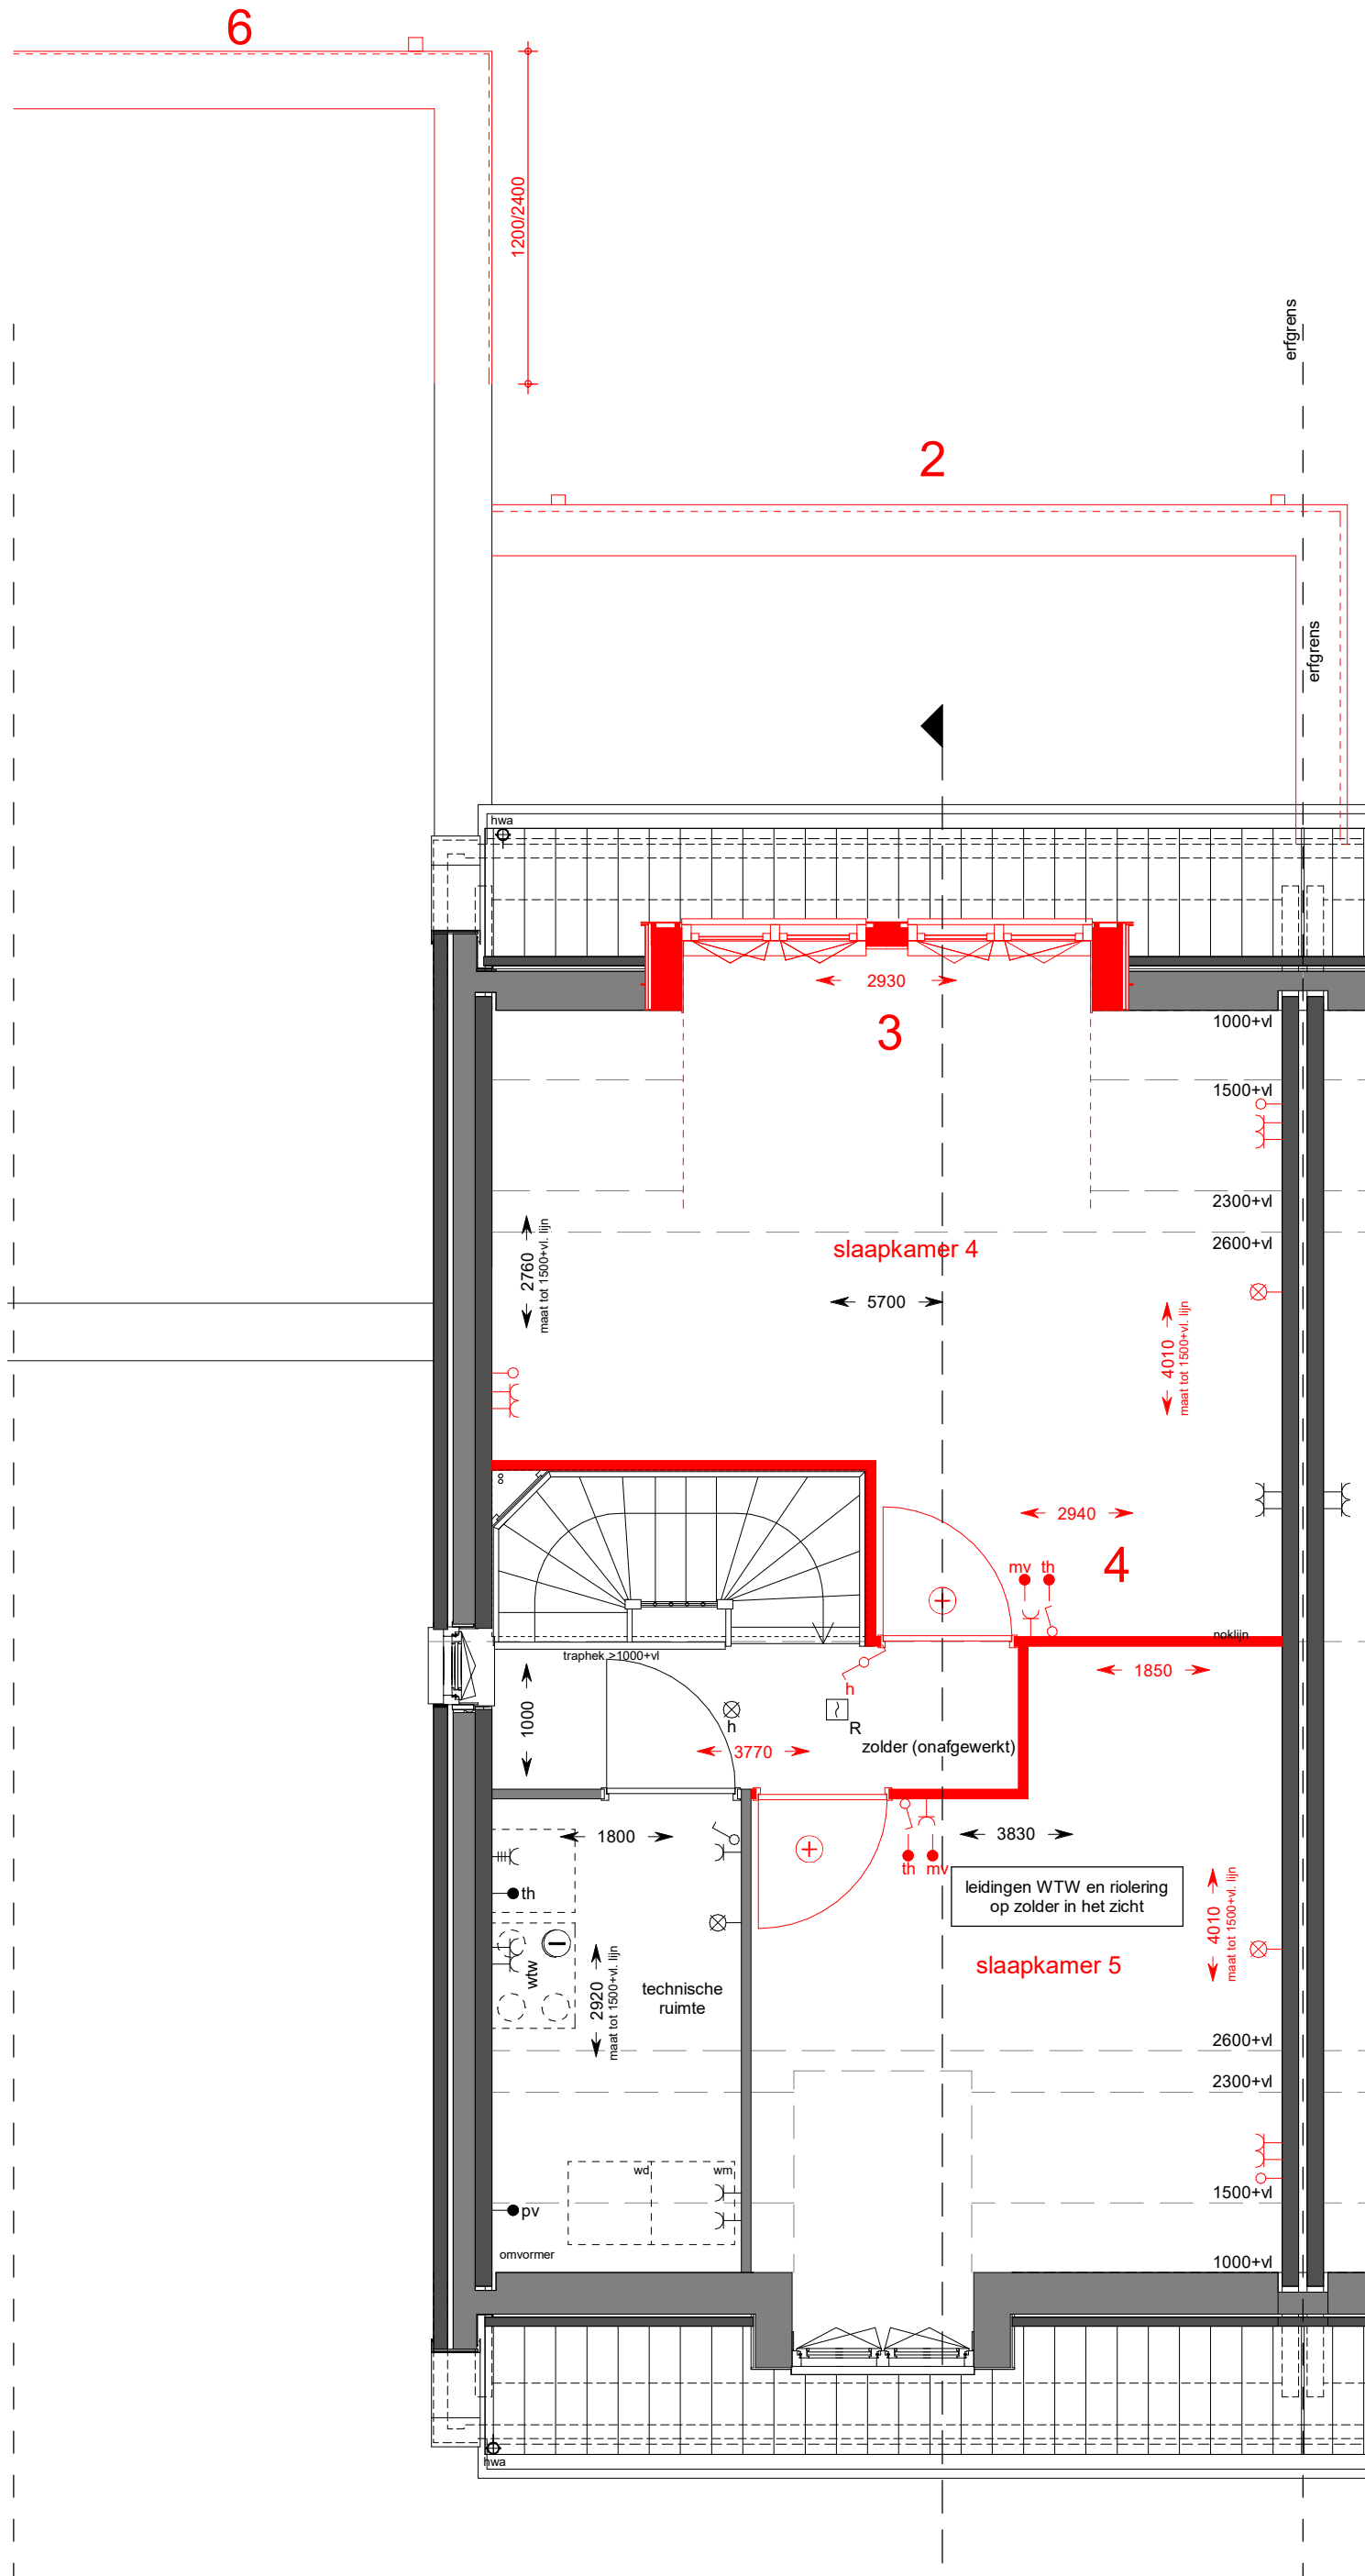 6
1200/2400
erfgrens
2
erfgrens
hwa
2930
3
1000+vl
1500+vl
2300+vl
2600+vl
2760
maat tot 1500+vl. lijn
slaapkamer 4
5700
4010
maat tot 1500+vl. lijn
2940
4
mv th
noklijn
traphek >1000+vl
1850
h
1000
h
R
3770
zolder (onafgewerkt)
1800
3830
th mv
th
leidingen WTW en riolering
op zolder in het zicht
4010
maat tot 1500+vl. lijn
wtw
2920
maat tot 1500+vl. lijn
technische
ruimte
slaapkamer 5
2600+vl
2300+vl
wd
wm
1500+vl
pv
omvormer
1000+vl
hwa